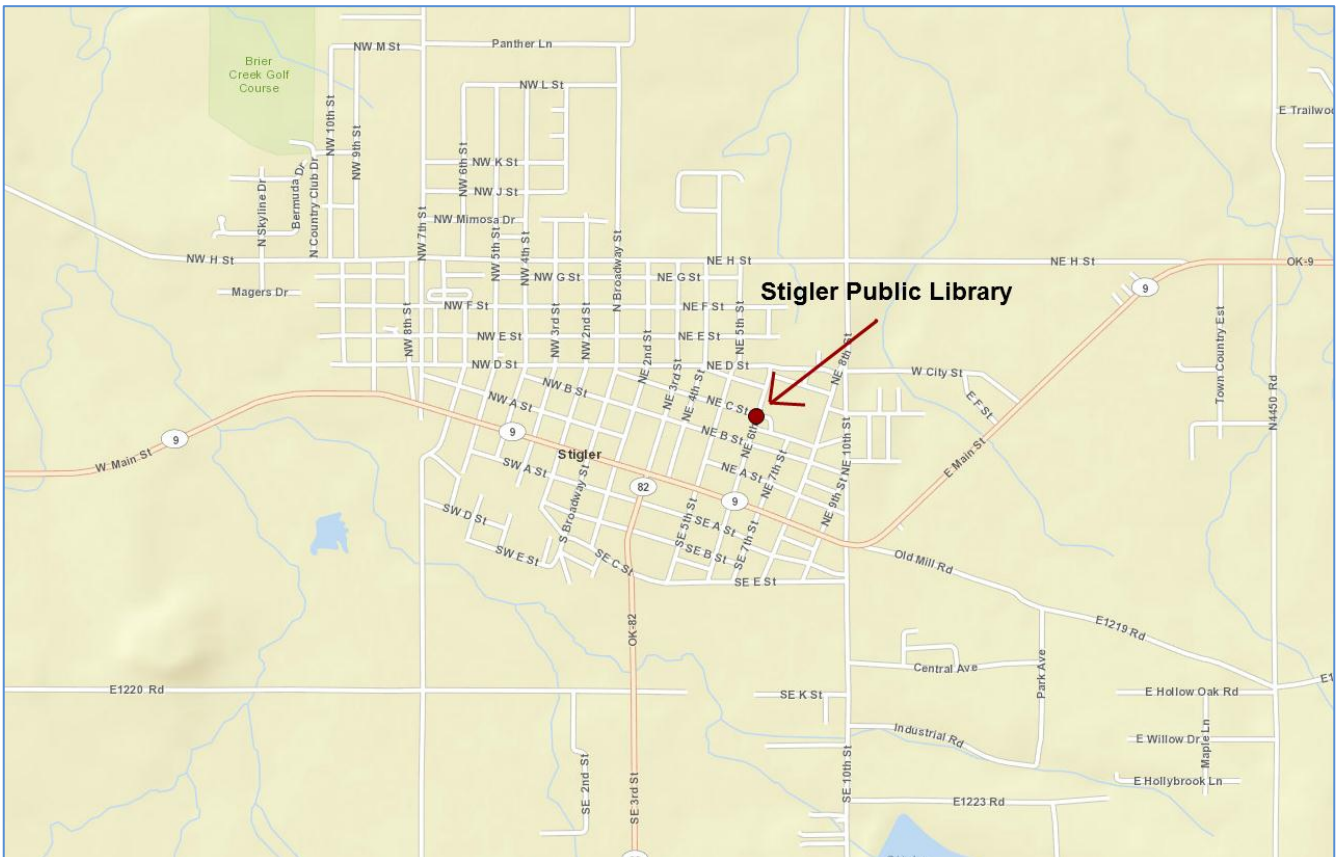 NW M St
Panther Ln
Brier
Creek Golf
Course
NW L St
E Trailwoo
NW 10th St
NW 9th St
NW 6th St
NW K St
NW J St
Bermuda Dr
N Skyline Dr
N Country Club Dr
NW 7th St
NW Mimosa Dr
NW 5th St
NW 4th St
N Broadway St
NW H St
NE H St
NE H St
OK-9
Magers Dr
NW G St
NE G St
9
Stigler Public Library
NW F St
NE F St
NE 5th St
NW 8th St
NW E St
NW 3rd St
NW 2nd St
NE E St
NE 2nd St
NE 8th St
NW D St
NE D St
W City St
NW B St
NE 3rd St
NE 4th St
E F St
Town Country Est
N4450 Rd
NW A St
NE C St
9
9
NE B St
NE 6th
NE 10th St
W Main St
Stigler
E Main St
SW A St
NE A St
NE 7th St
82
9
S Broadway St
SW D St
SE 5th St
SE A St
NE 9th St
SW E St
SE C St
SE B St
SE 7th St
Old Mill Rd
SE E St
OK-82
E1219 Rd
Central Ave
Park Ave
E1220 Rd
SE K St
E Hollow Oak Rd
E1
Industrial Rd
E Willow Dr
Maple Ln
SE 2nd St
SE 3rd St
SE 10th St
E Hollybrook Ln
E1223 Rd